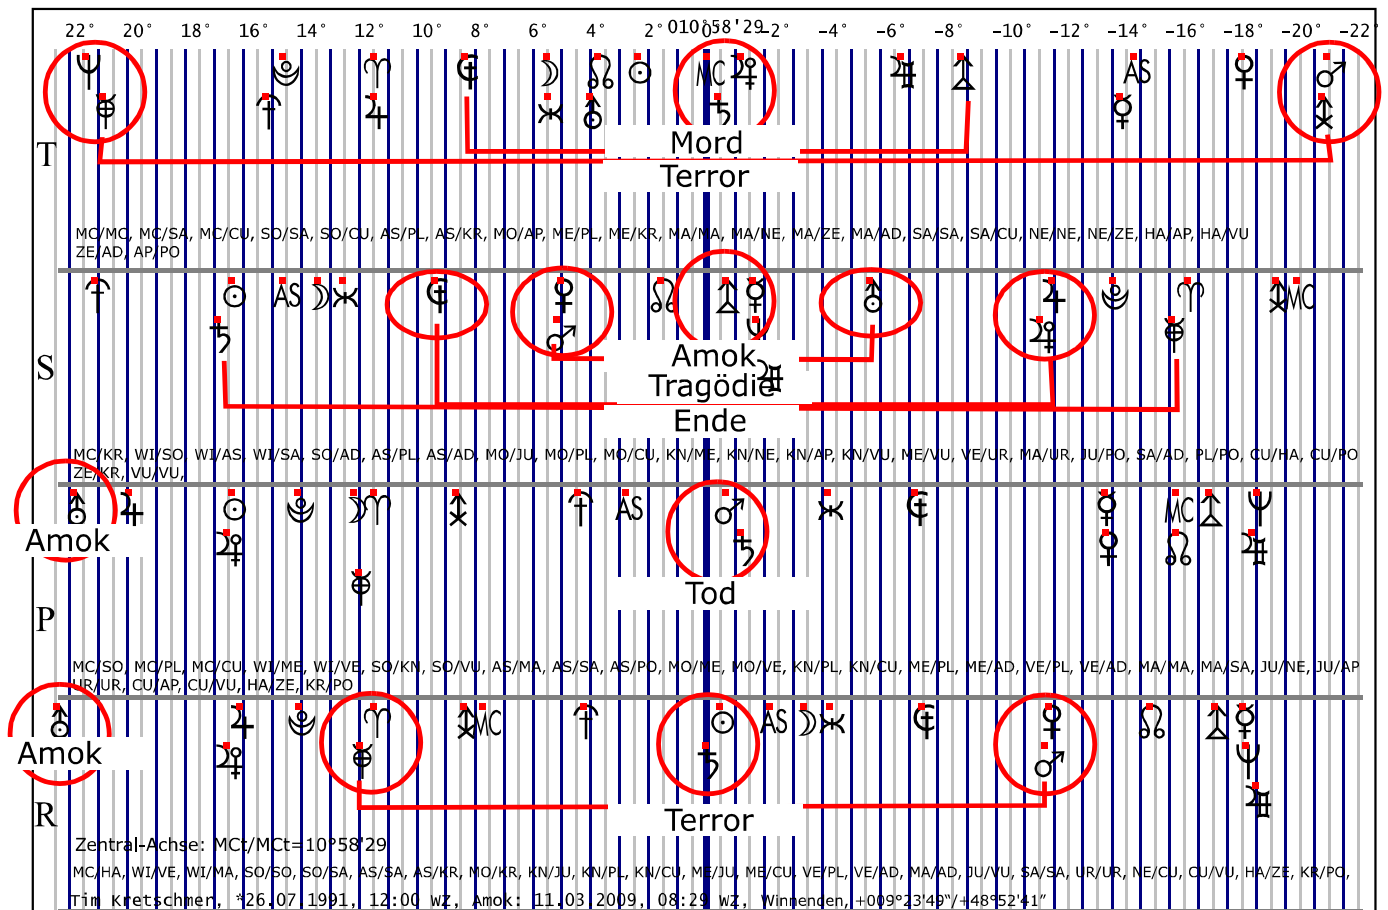 22° 20° 18° 16° 14° 12° 10° 8° 6° 4° 2° 0 010°58'29 -2° -4° -6° -8° -10° -12° -14° -16° -18° -20° -22°
MC AS
T
Mord
Terror
MC/MC, MC/SA, MC/CU, SO/SA, SO/CU, AS/PL, AS/KR, MO/AP, ME/PL, ME/KR, MA/MA, MA/NE, MA/ZE, MA/AD, SA/SA, SA/CU, NE/NE, NE/ZE, HA/AP, HA/VU
ZE/AD, AP/PO
AS MC
S
Amok
Tragödie
Ende
MC/KR, WI/SO, WI/AS, WI/SA, SO/AD, AS/PL, AS/AD, MO/JU, MO/PL, MO/CU, KN/ME, KN/NE, KN/AP, KN/VU, ME/VU, VE/UR, MA/UR, JU/PO, SA/AD, PL/PO, CU/HA, CU/PO
ZE/KR, VU/VU,
AS MC
Amok
Tod
P
MC/SO, MC/PL, MC/CU, WI/ME, WI/VE, SO/KN, SO/VU, AS/MA, AS/SA, AS/PO, MO/ME, MO/VE, KN/PL, KN/CU, ME/PL, ME/AD, VE/PL, VE/AD, MA/MA, MA/SA, JU/NE, JU/AP
UR/UR, CU/AP, CU/VU, HA/ZE, KR/PO
MC AS
Amok
R
Terror
Zentral-Achse: MCt/MCt=10°58'29
MC/HA, WI/VE, WI/MA, SO/SO, SO/SA, AS/SA, AS/KR, MO/KR, KN/JU, KN/PL, KN/CU, ME/JU, ME/CU, VE/PL, VE/AD, MA/AD, JU/VU, SA/SA, UR/UR, NE/CU, CU/VU, HA/ZE, KR/PO,
Tim Kretschmer, *26.07.1991, 12:00 WZ, Amok: 11.03.2009, 08:29 WZ, Winnenden, +009°23'49"/+48°52'41"